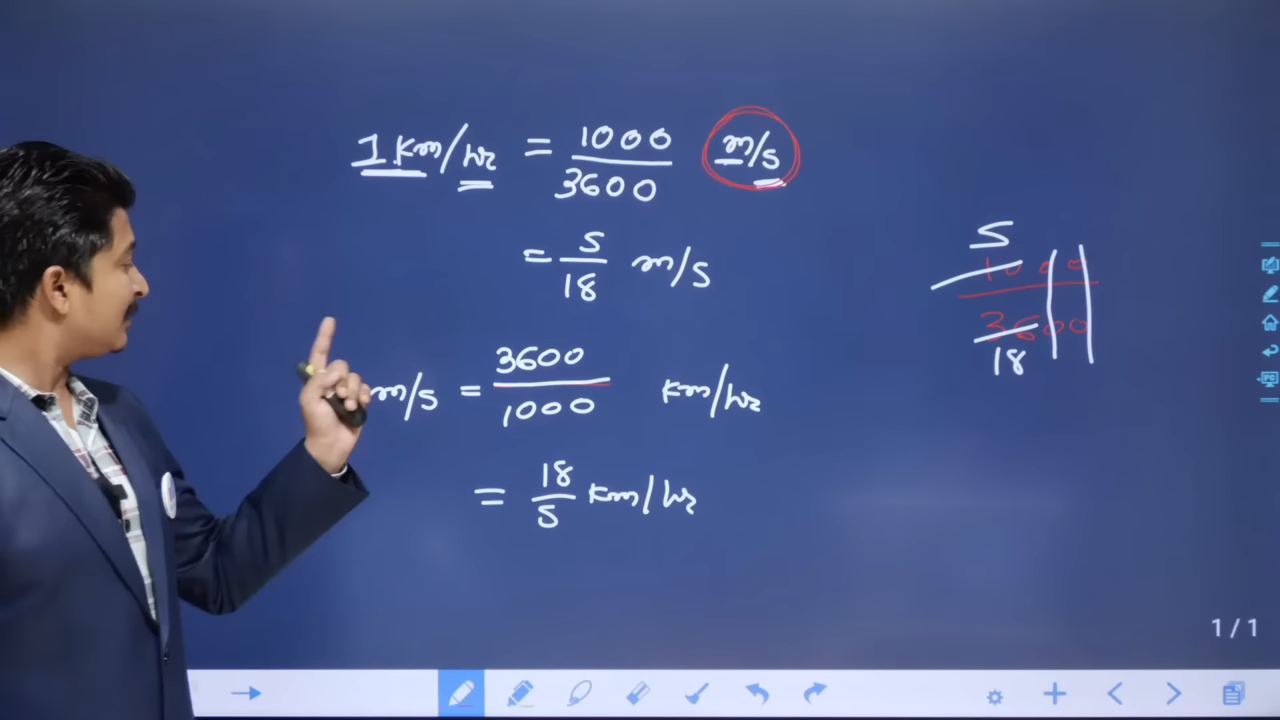 1 Km/hr = 1000/3600 m/s
= 5/18 m/s
m/s = 3600/1000 Km/hr
= 18/5 Km/hr
5
1000
3600
18
1/1
PC